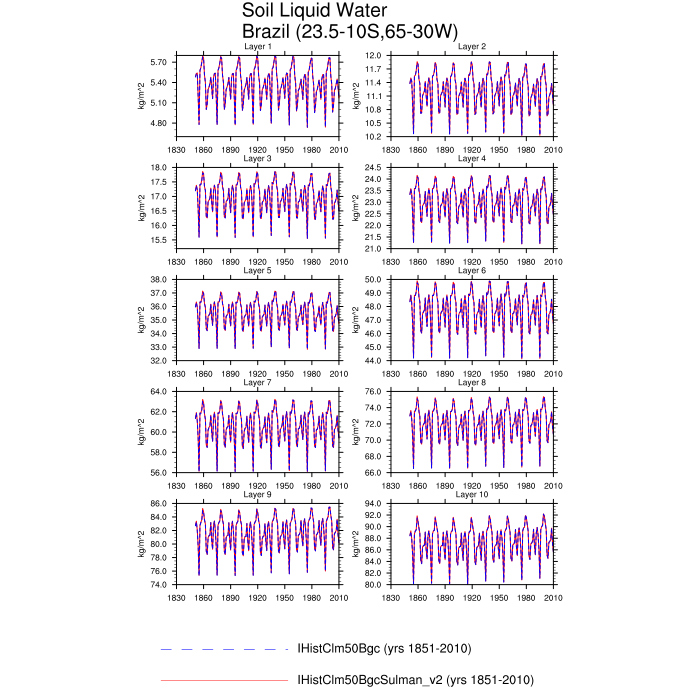 Soil Liquid Water
Brazil (23.5-10S,65-30W)
Layer 1
Layer 2
kg/m^2
5.70
5.40
5.10
4.80
1830 1860 1890 1920 1950 1980 2010
kg/m^2
12.0
11.7
11.4
11.1
10.8
10.5
10.2
1830 1860 1890 1920 1950 1980 2010
Layer 3
Layer 4
kg/m^2
18.0
17.5
17.0
16.5
16.0
15.5
1830 1860 1890 1920 1950 1980 2010
kg/m^2
24.5
24.0
23.5
23.0
22.5
22.0
21.5
21.0
1830 1860 1890 1920 1950 1980 2010
Layer 5
Layer 6
kg/m^2
38.0
37.0
36.0
35.0
34.0
33.0
32.0
1830 1860 1890 1920 1950 1980 2010
kg/m^2
50.0
49.0
48.0
47.0
46.0
45.0
44.0
1830 1860 1890 1920 1950 1980 2010
Layer 7
Layer 8
kg/m^2
64.0
62.0
60.0
58.0
56.0
1830 1860 1890 1920 1950 1980 2010
kg/m^2
76.0
74.0
72.0
70.0
68.0
66.0
1830 1860 1890 1920 1950 1980 2010
Layer 9
Layer 10
kg/m^2
86.0
84.0
82.0
80.0
78.0
76.0
74.0
1830 1860 1890 1920 1950 1980 2010
kg/m^2
94.0
92.0
90.0
88.0
86.0
84.0
82.0
80.0
1830 1860 1890 1920 1950 1980 2010
IHistClm50Bgc (yrs 1851-2010)
IHistClm50BgcSulman_v2 (yrs 1851-2010)